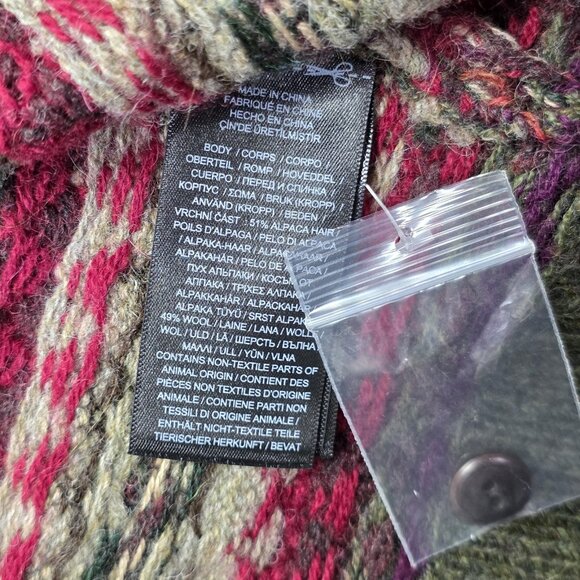 MADE IN CHINA
FABRIQUÉ EN CHINE
HECHO EN CHINA
ÇİN'DE ÜRETİLMİŞTİR
BODY / CORPS / CORPO
OBERTEIL / ROMP / HOVEDDEL
CUERPO / ПЕРЕД И СПИНКА
КОРПУС / ΣΩΜΑ / BRUK (KROPP)
ANVÄND (KROPP) / BEDEN /
VRCHNÍ ČÁST : 51% ALPACA HAIR /
POILS D'ALPAGA / PELO DI ALPACA
/ ALPAKA-HAAR / ALPACAHAAR
ALPAKAHÅR / PELO DE ALPACA /
ПУХ АЛЬПАКИ / КОСЪМ ОТ
АЛПАКА / ΤΡΙΧΕΣ ΑΛΠΑΚΑ
ALPAKKAHÅR / ALPACKAHÅR
ALPAKA TÜYÜ / SRST ALPAKY
49% WOOL / LAINE / LANA / WOLLE
WOL / ULD / LÃ / ШЕРСТЬ / ВЪЛНА
ΜΑΛΛΙ / ULL / YÜN / VLNA
CONTAINS NON-TEXTILE PARTS OF
ANIMAL ORIGIN / CONTIENT DES
PIÈCES NON TEXTILES D'ORIGINE
ANIMALE / CONTIENE PARTI NON
TESSILI DI ORIGINE ANIMALE /
ENTHÄLT NICHT-TEXTILE TEILE
TIERISCHER HERKUNFT / BEVAT